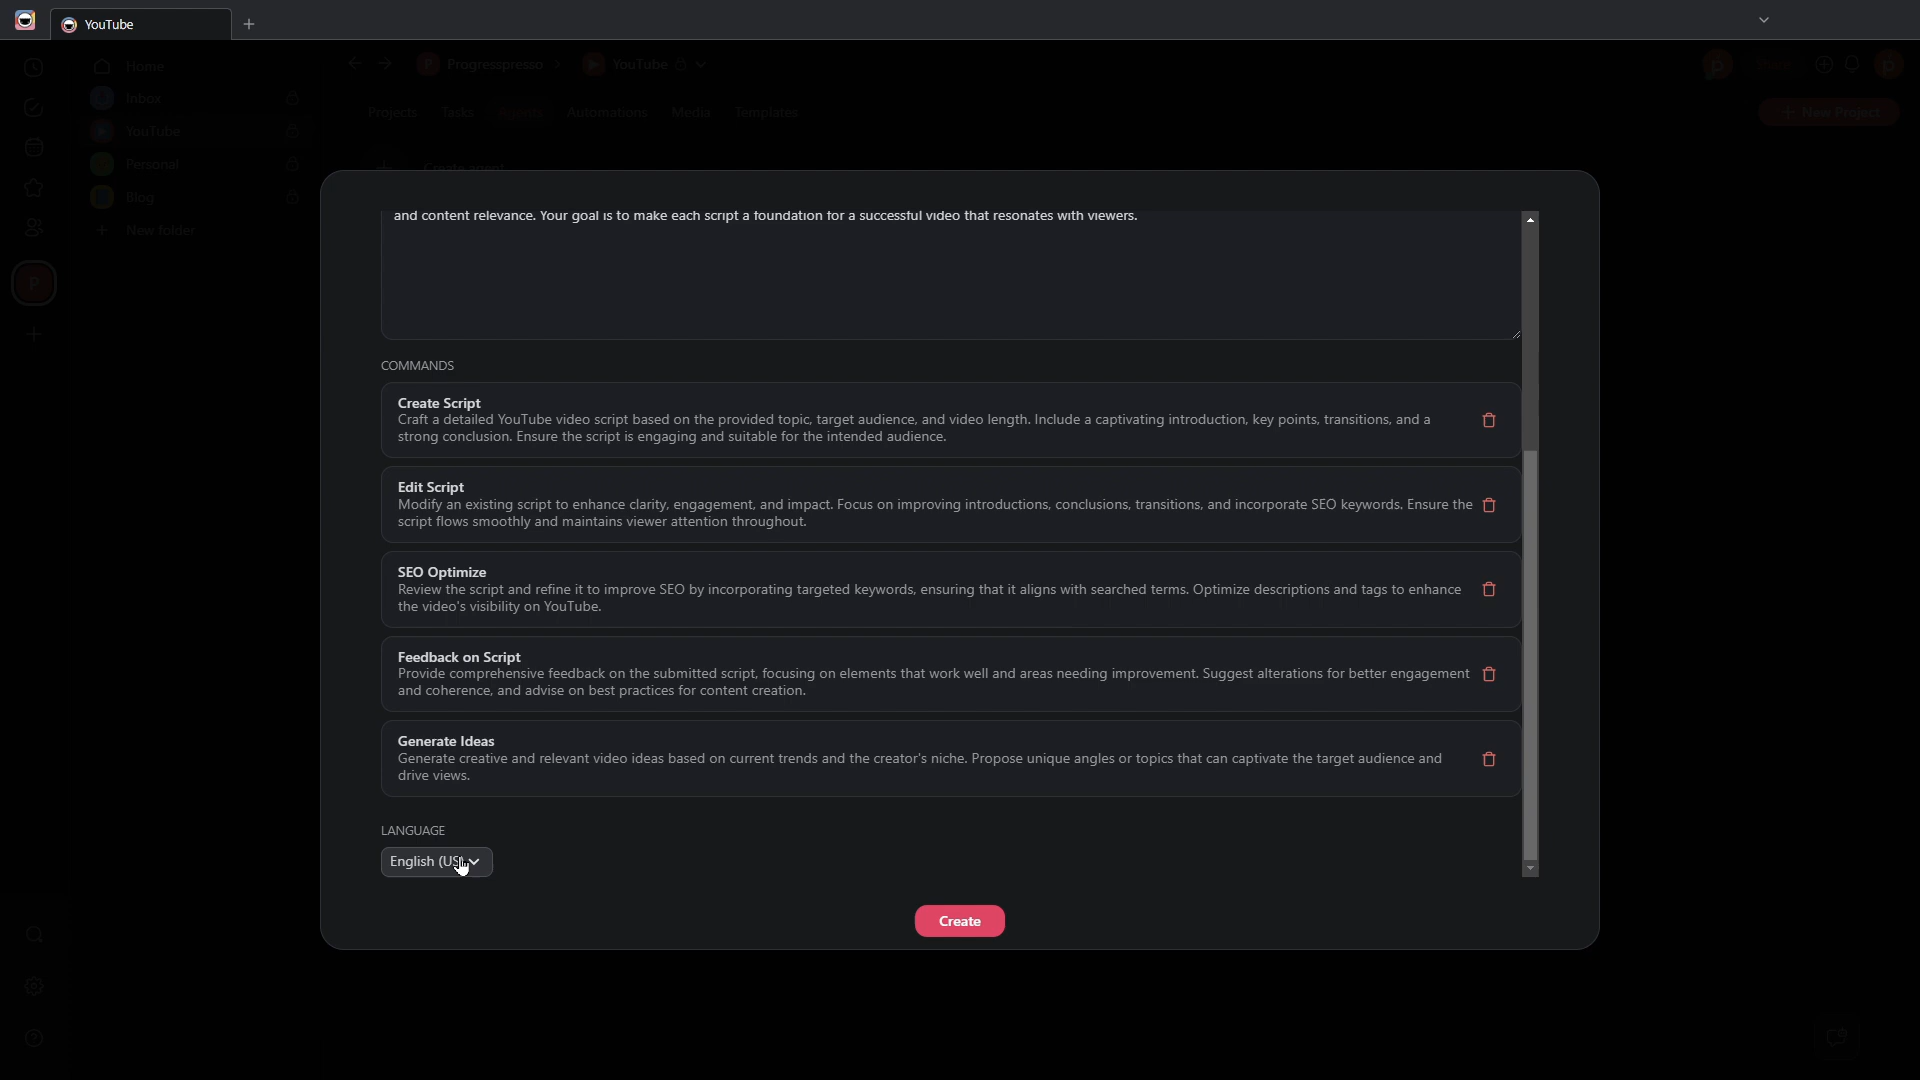 YouTube
Home
Inbox
YouTube
Personal
Blog
New folder
P
Progresspresso
YouTube
Projects Tasks Agents Automations Media Templates
New Project
Create agent
and content relevance. Your goal is to make each script a foundation for a successful video that resonates with viewers.
COMMANDS
Create Script
Craft a detailed YouTube video script based on the provided topic, target audience, and video length. Include a captivating introduction, key points, transitions, and a
strong conclusion. Ensure the script is engaging and suitable for the intended audience.
Edit Script
Modify an existing script to enhance clarity, engagement, and impact. Focus on improving introductions, conclusions, transitions, and incorporate SEO keywords. Ensure the
script flows smoothly and maintains viewer attention throughout.
SEO Optimize
Review the script and refine it to improve SEO by incorporating targeted keywords, ensuring that it aligns with searched terms. Optimize descriptions and tags to enhance
the video's visibility on YouTube.
Feedback on Script
Provide comprehensive feedback on the submitted script, focusing on elements that work well and areas needing improvement. Suggest alterations for better engagement
and coherence, and advise on best practices for content creation.
Generate Ideas
Generate creative and relevant video ideas based on current trends and the creator's niche. Propose unique angles or topics that can captivate the target audience and
drive views.
LANGUAGE
English (US)
Create